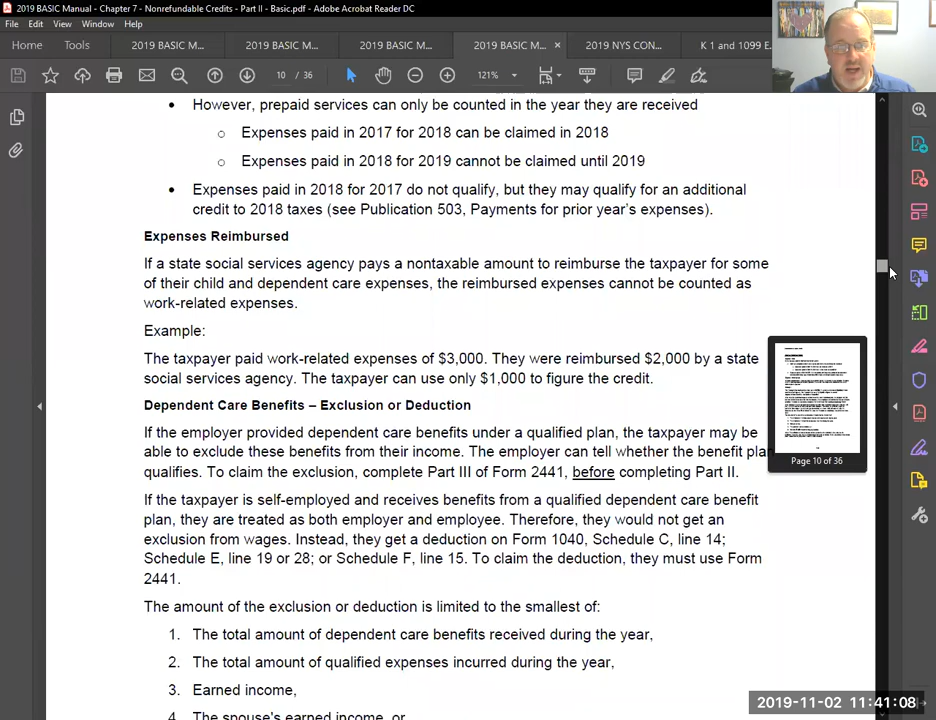 2019 BASIC Manual - Chapter 7 - Nonrefundable Credits - Part II - Basic.pdf - Adobe Acrobat Reader DC
File Edit View Window Help
Home Tools 2019 BASIC M... 2019 BASIC M... 2019 BASIC M... 2019 BASIC M... × 2019 NYS CON... K 1 and 1099 E.
10 / 36 121%
• However, prepaid services can only be counted in the year they are received
o Expenses paid in 2017 for 2018 can be claimed in 2018
o Expenses paid in 2018 for 2019 cannot be claimed until 2019
• Expenses paid in 2018 for 2017 do not qualify, but they may qualify for an additional
credit to 2018 taxes (see Publication 503, Payments for prior year's expenses).
Expenses Reimbursed
If a state social services agency pays a nontaxable amount to reimburse the taxpayer for some
of their child and dependent care expenses, the reimbursed expenses cannot be counted as
work-related expenses.
Example:
The taxpayer paid work-related expenses of $3,000. They were reimbursed $2,000 by a state
social services agency. The taxpayer can use only $1,000 to figure the credit.
Dependent Care Benefits – Exclusion or Deduction
If the employer provided dependent care benefits under a qualified plan, the taxpayer may be
able to exclude these benefits from their income. The employer can tell whether the benefit plan
qualifies. To claim the exclusion, complete Part III of Form 2441, before completing Part II.
If the taxpayer is self-employed and receives benefits from a qualified dependent care benefit
plan, they are treated as both employer and employee. Therefore, they would not get an
exclusion from wages. Instead, they get a deduction on Form 1040, Schedule C, line 14;
Schedule E, line 19 or 28; or Schedule F, line 15. To claim the deduction, they must use Form
2441.
The amount of the exclusion or deduction is limited to the smallest of:
1. The total amount of dependent care benefits received during the year,
2. The total amount of qualified expenses incurred during the year,
3. Earned income,
4. The spouse's earned income, or
Page 10 of 36
2019-11-02 11:41:08